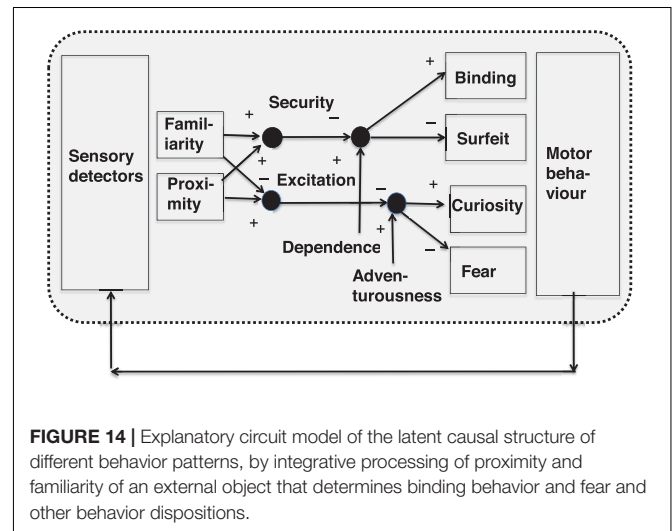 Sensory
detectors
Famil-
iarity
Proxi-
mity
+
Security
−
+
−
+
Excitation
−
+
+
Dependence
+
Adven-
turousness
+
Binding
−
Surfeit
+
Curiosity
−
Fear
Motor
beha-
viour
FIGURE 14 | Explanatory circuit model of the latent causal structure of
different behavior patterns, by integrative processing of proximity and
familiarity of an external object that determines binding behavior and fear and
other behavior dispositions.